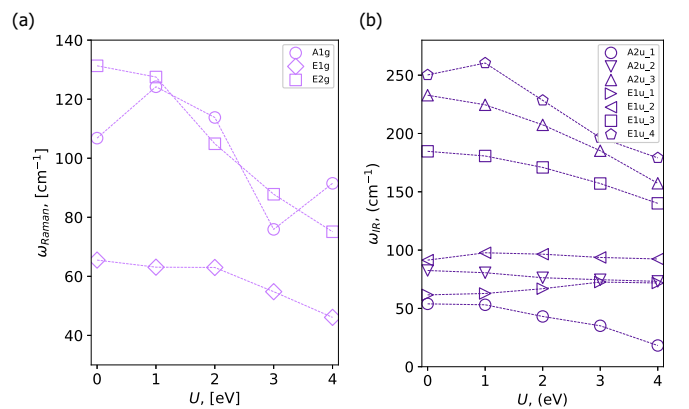 (a)
140
120
100
80
60
40
0 1 2 3 4
ω_Raman, [cm⁻¹]
U, [eV]
A1g
E1g
E2g
(b)
250
200
150
100
50
0
0 1 2 3 4
ω_IR, (cm⁻¹)
U, (eV)
A2u_1
A2u_2
A2u_3
E1u_1
E1u_2
E1u_3
E1u_4